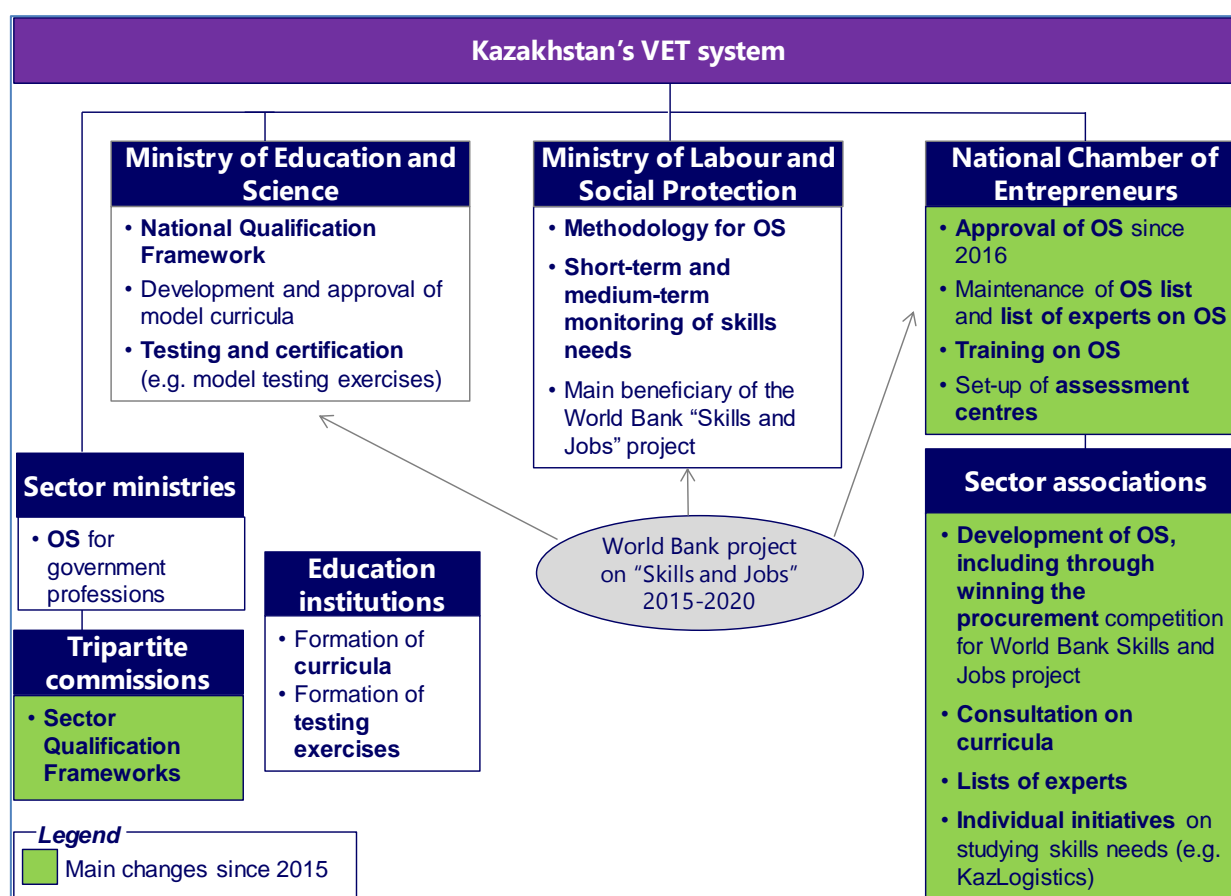 Kazakhstan's VET system
Ministry of Education and
Science
• National Qualification
Framework
• Development and approval of
model curricula
• Testing and certification
(e.g. model testing exercises)
Ministry of Labour and
Social Protection
• Methodology for OS
• Short-term and
medium-term
monitoring of skills
needs
• Main beneficiary of the
World Bank “Skills and
Jobs” project
National Chamber of
Entrepreneurs
• Approval of OS since
2016
• Maintenance of OS list
and list of experts on OS
• Training on OS
• Set-up of assessment
centres
Sector ministries
• OS for
government
professions
Tripartite
commissions
• Sector
Qualification
Frameworks
Education
institutions
• Formation of
curricula
• Formation of
testing
exercises
World Bank project
on “Skills and Jobs”
2015-2020
Sector associations
• Development of OS,
including through
winning the
procurement competition
for World Bank Skills and
Jobs project
• Consultation on
curricula
• Lists of experts
• Individual initiatives on
studying skills needs (e.g.
KazLogistics)
Legend
Main changes since 2015